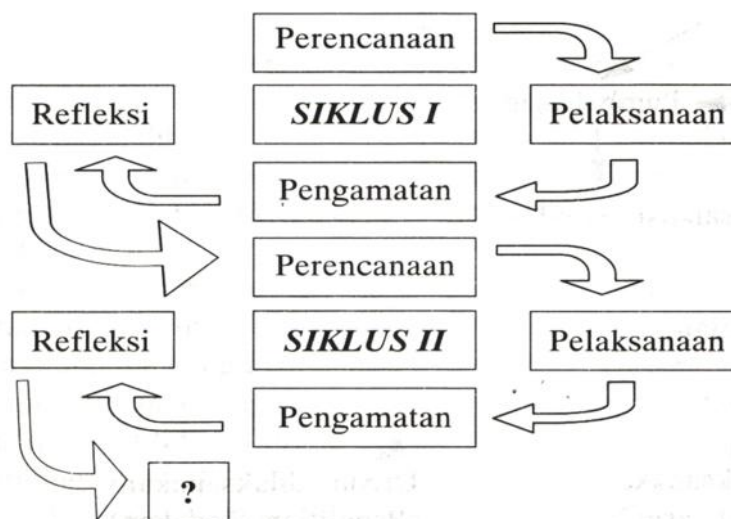 Perencanaan
Refleksi
SIKLUS I
Pelaksanaan
Pengamatan
Perencanaan
Refleksi
SIKLUS II
Pelaksanaan
Pengamatan
?